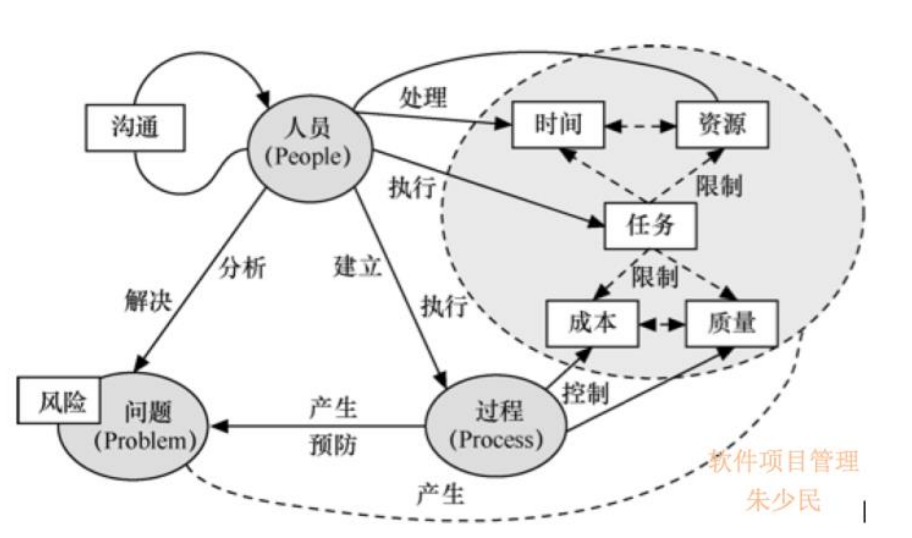 处理
沟通
人员
(People)
时间
资源
执行
限制
任务
分析
建立
限制
解决
执行
成本
质量
风险
问题
(Problem)
产生
预防
过程
(Process)
控制
产生
软件项目管理
朱少民